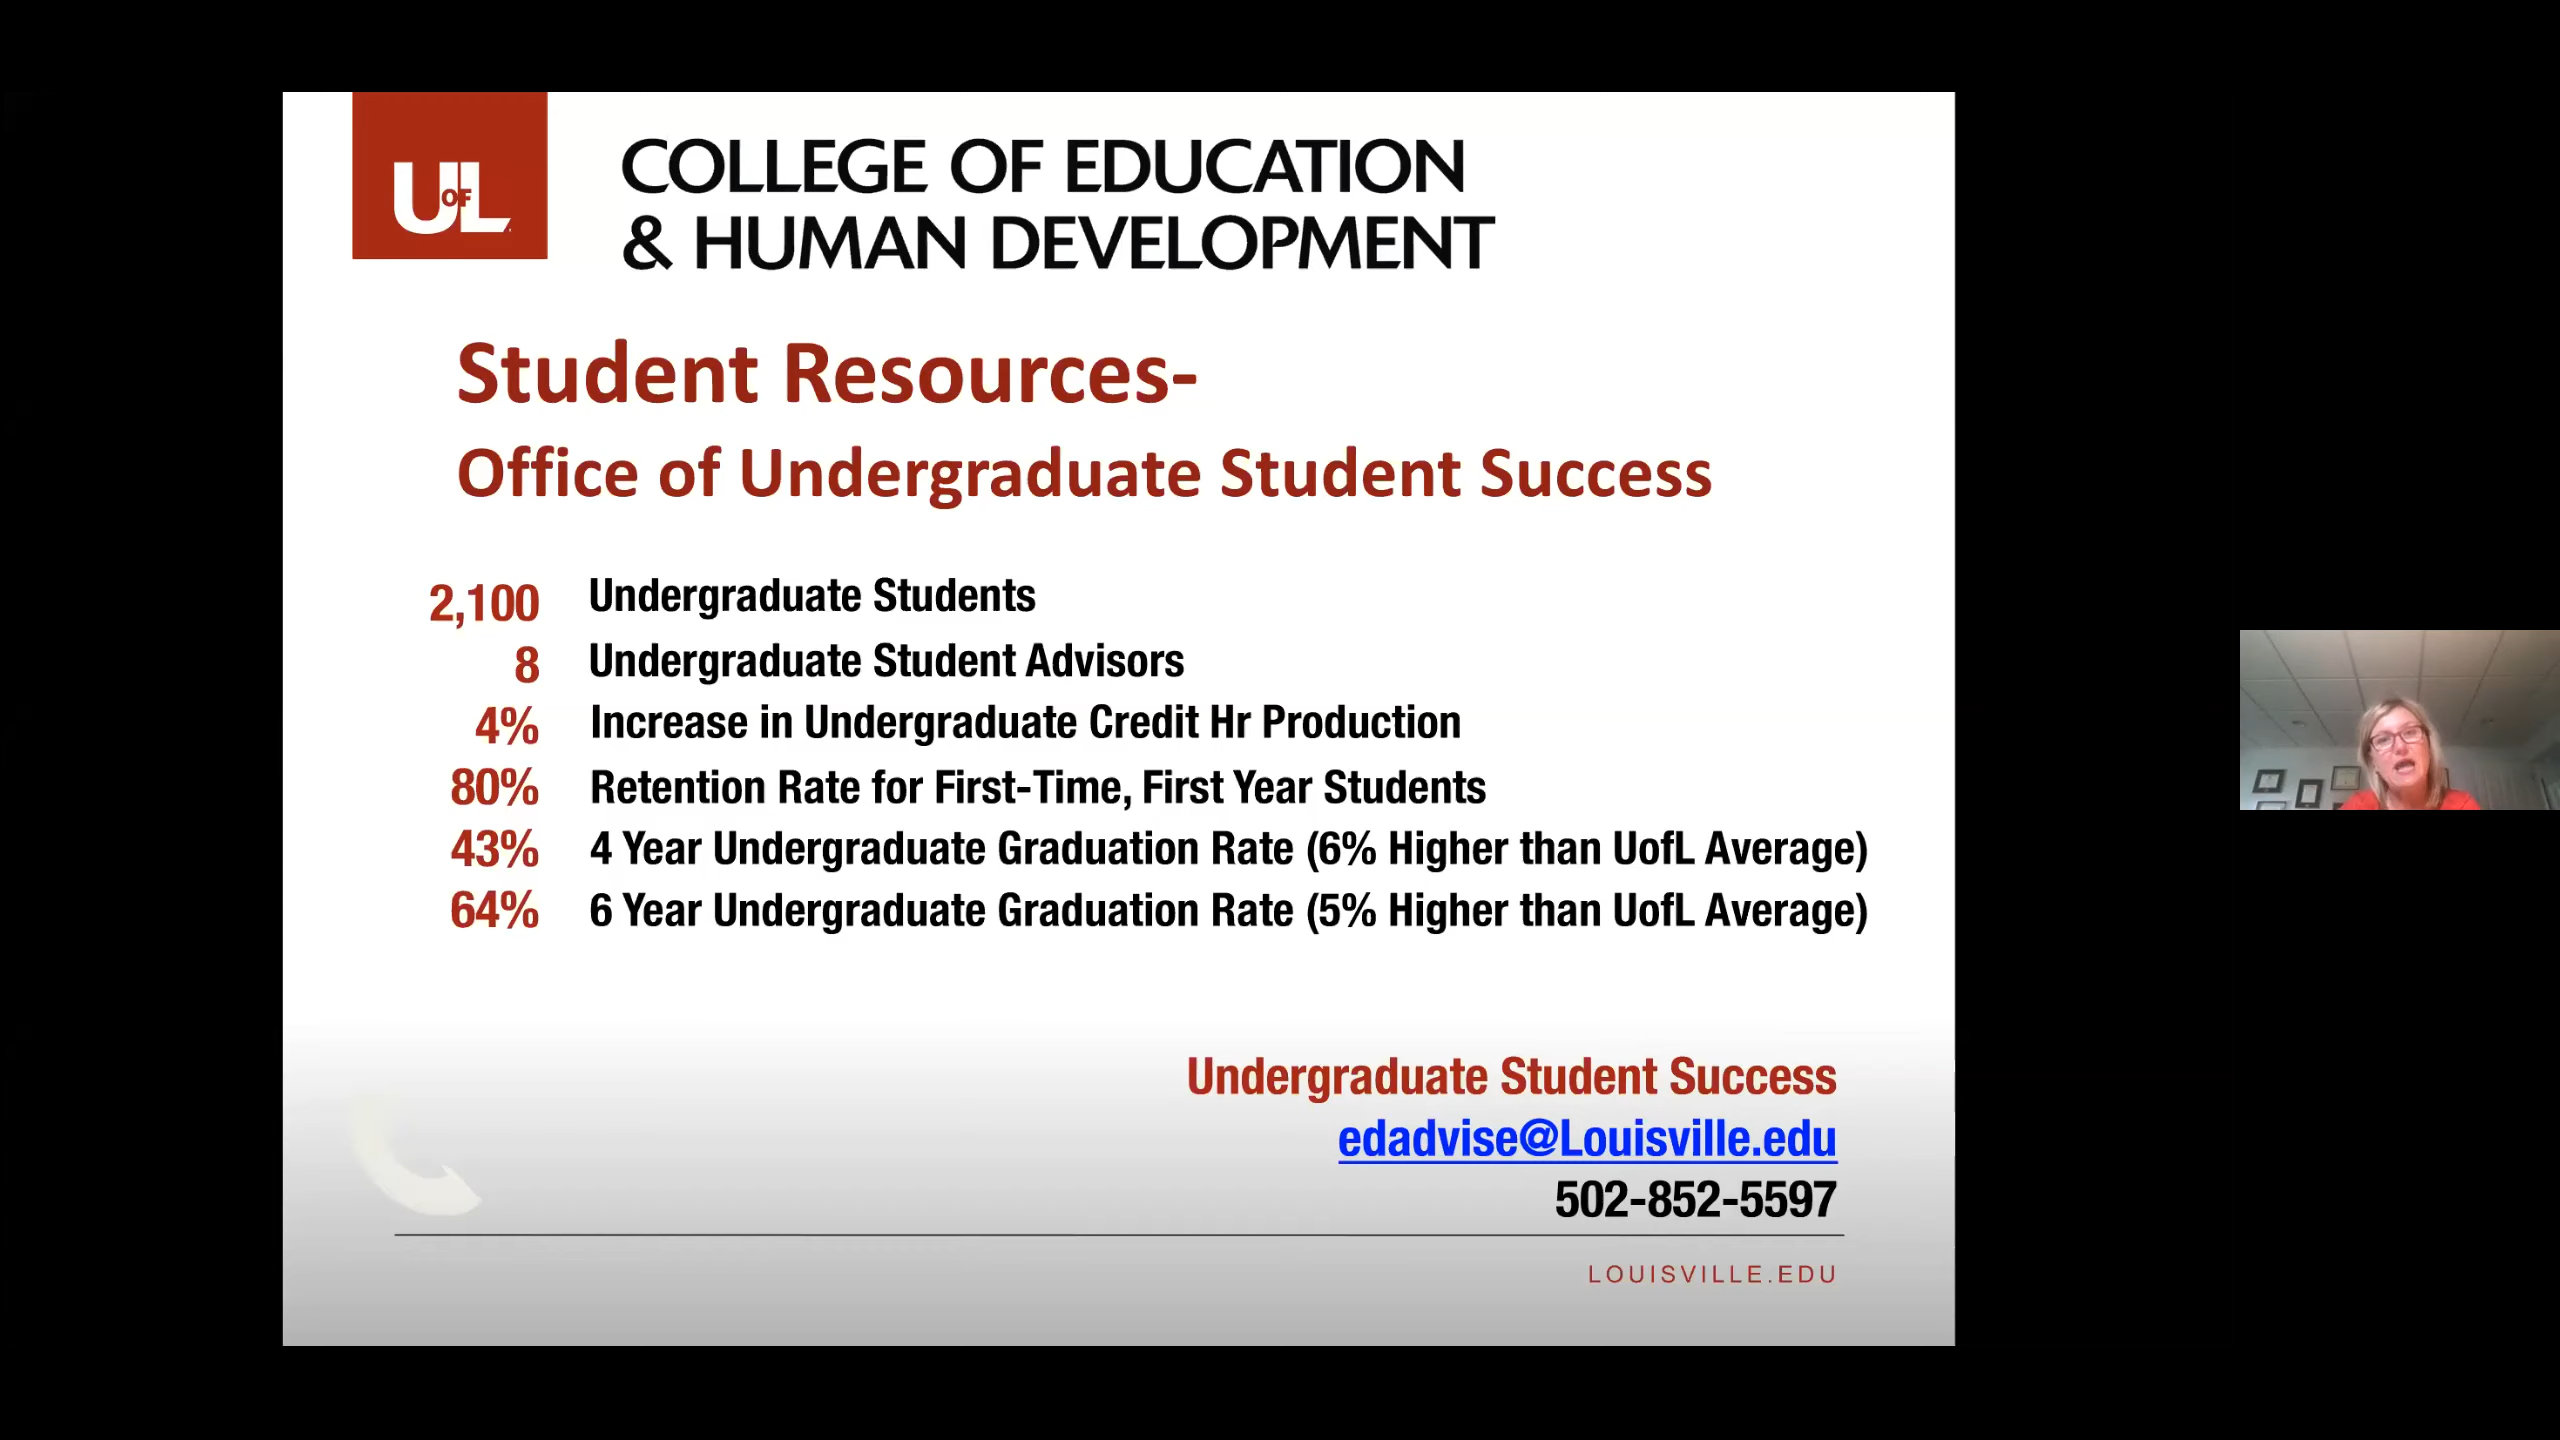 UofL
COLLEGE OF EDUCATION
& HUMAN DEVELOPMENT
Student Resources-
Office of Undergraduate Student Success
2,100 Undergraduate Students
8 Undergraduate Student Advisors
4% Increase in Undergraduate Credit Hr Production
80% Retention Rate for First-Time, First Year Students
43% 4 Year Undergraduate Graduation Rate (6% Higher than UofL Average)
64% 6 Year Undergraduate Graduation Rate (5% Higher than UofL Average)
Undergraduate Student Success
edadvise@Louisville.edu
502-852-5597
LOUISVILLE.EDU